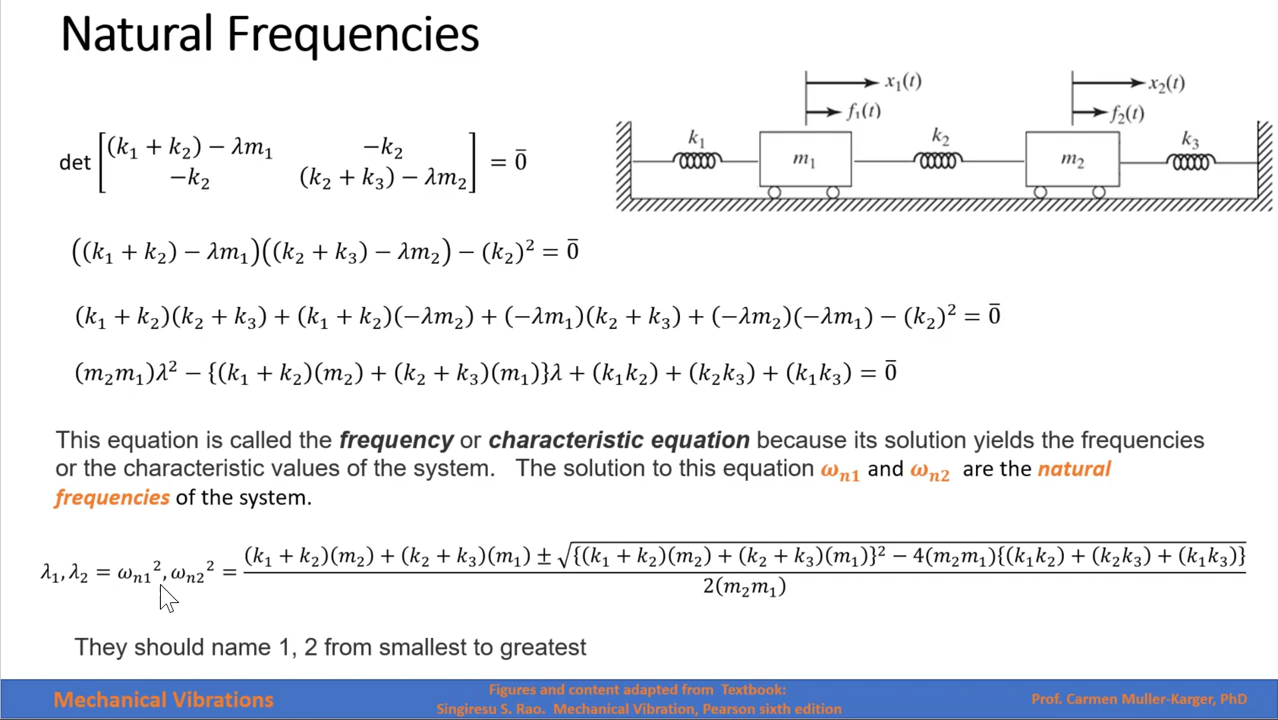 Natural Frequencies
x₁(t)
x₂(t)
f₁(t)
f₂(t)
k₁
k₂
k₃
m₁
m₂
det [(k₁ + k₂) − λm₁   −k₂
−k₂   (k₂ + k₃) − λm₂] = 0̄
((k₁ + k₂) − λm₁)((k₂ + k₃) − λm₂) − (k₂)² = 0̄
(k₁ + k₂)(k₂ + k₃) + (k₁ + k₂)(−λm₂) + (−λm₁)(k₂ + k₃) + (−λm₂)(−λm₁) − (k₂)² = 0̄
(m₂m₁)λ² − {(k₁ + k₂)(m₂) + (k₂ + k₃)(m₁)}λ + (k₁k₂) + (k₂k₃) + (k₁k₃) = 0̄
This equation is called the frequency or characteristic equation because its solution yields the frequencies
or the characteristic values of the system. The solution to this equation ωₙ₁ and ωₙ₂ are the natural
frequencies of the system.
λ₁, λ₂ = ωₙ₁², ωₙ₂² = (k₁ + k₂)(m₂) + (k₂ + k₃)(m₁) ± √{(k₁ + k₂)(m₂) + (k₂ + k₃)(m₁)}² − 4(m₂m₁){(k₁k₂) + (k₂k₃) + (k₁k₃)}
2(m₂m₁)
They should name 1, 2 from smallest to greatest
Mechanical Vibrations
Figures and content adapted from Textbook:
Singiresu S. Rao. Mechanical Vibration, Pearson sixth edition
Prof. Carmen Muller-Karger, PhD